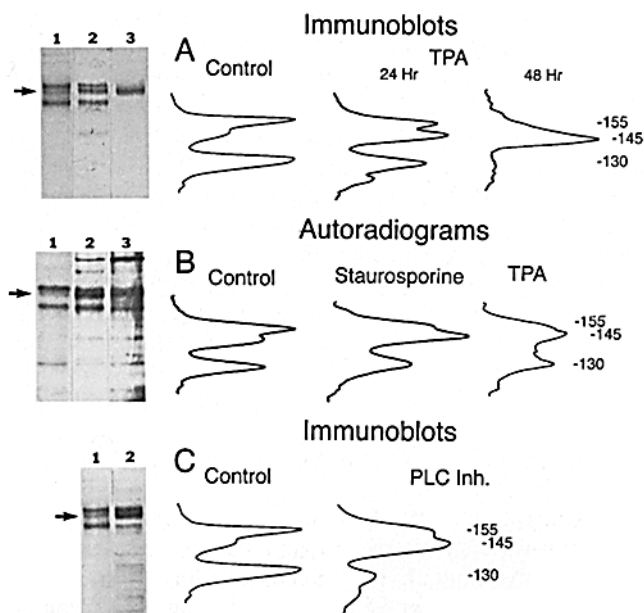 Immunoblots
1 2 3
A
Control
TPA
24 Hr
48 Hr
-155
-145
-130
Autoradiograms
1 2 3
B
Control
Staurosporine
TPA
-155
-145
-130
Immunoblots
1 2
C
Control
PLC Inh.
-155
-145
-130